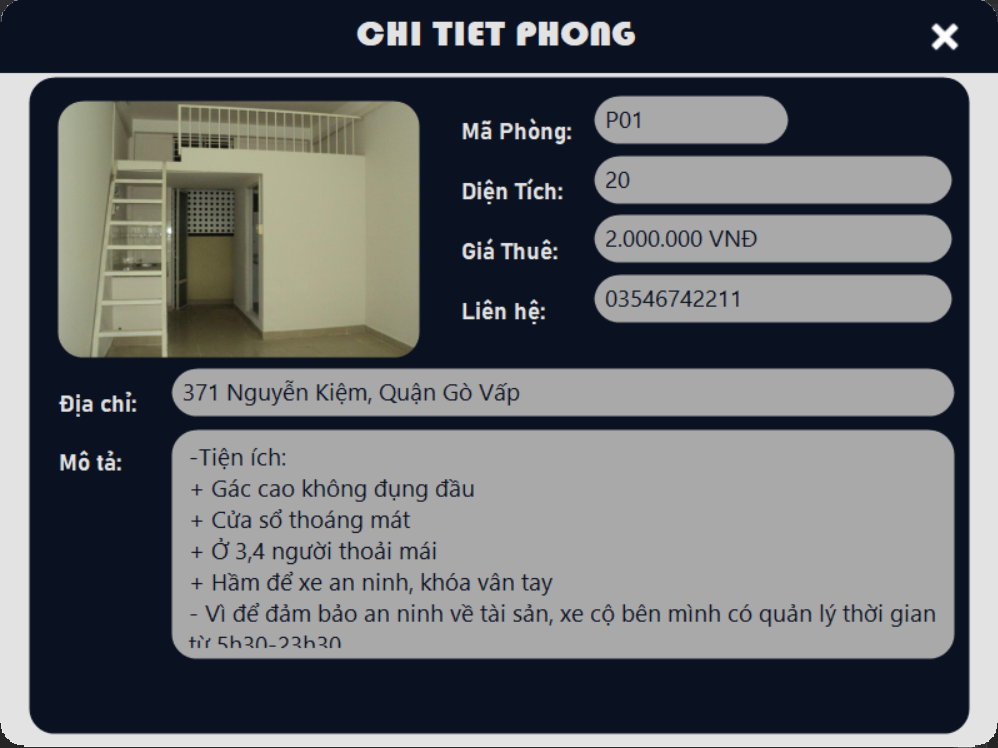 CHI TIET PHONG
Mã Phòng: P01
Diện Tích: 20
Giá Thuê: 2.000.000 VNĐ
Liên hệ: 03546742211
Địa chỉ: 371 Nguyễn Kiệm, Quận Gò Vấp
Mô tả: -Tiện ích:
+ Gác cao không đụng đầu
+ Cửa sổ thoáng mát
+ Ở 3,4 người thoải mái
+ Hầm để xe an ninh, khóa vân tay
- Vì để đảm bảo an ninh về tài sản, xe cộ bên mình có quản lý thời gian
từ 5h30-23h30